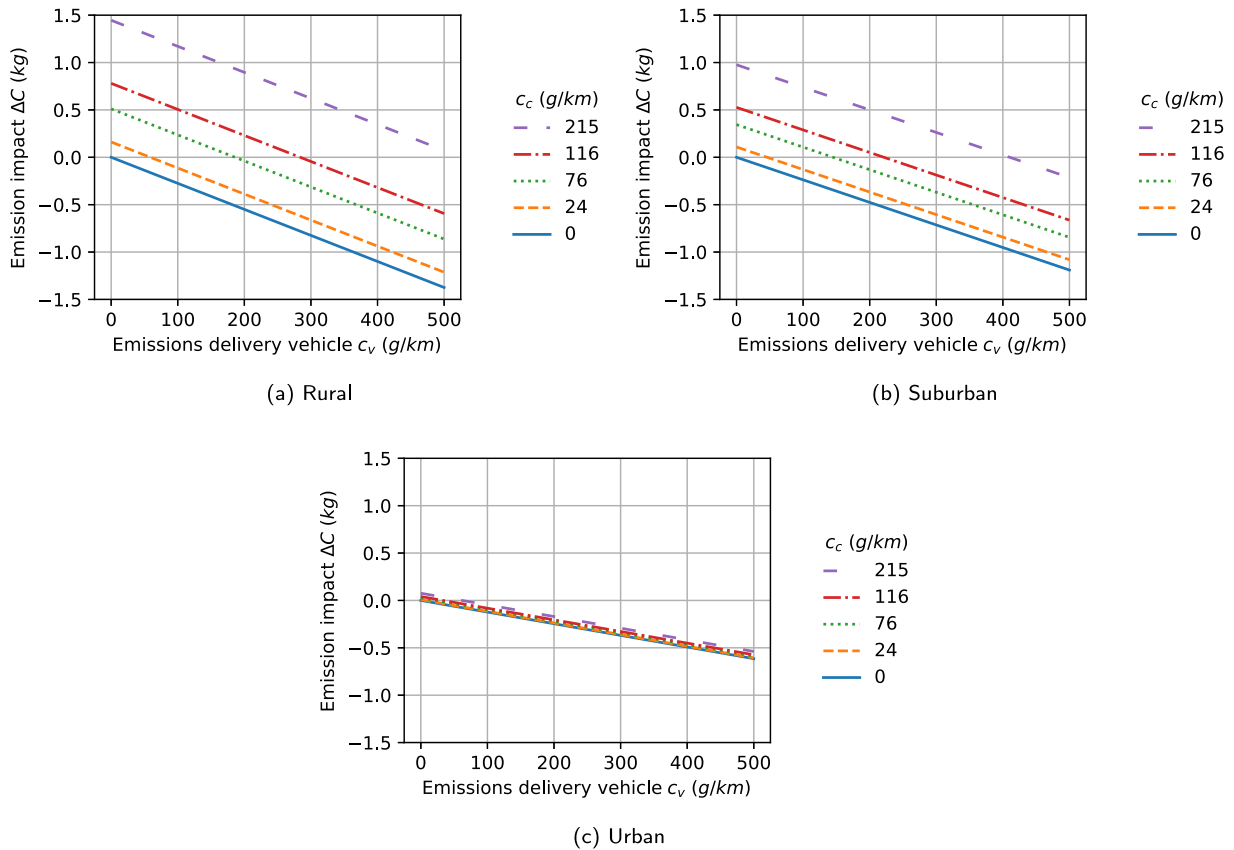 Emission impact ΔC (kg)
1.5
1.0
0.5
0.0
−0.5
−1.0
−1.5
0 100 200 300 400 500
Emissions delivery vehicle c_v (g/km)
c_c (g/km)
215
116
76
24
0
(a) Rural
Emission impact ΔC (kg)
1.5
1.0
0.5
0.0
−0.5
−1.0
−1.5
0 100 200 300 400 500
Emissions delivery vehicle c_v (g/km)
c_c (g/km)
215
116
76
24
0
(b) Suburban
Emission impact ΔC (kg)
1.5
1.0
0.5
0.0
−0.5
−1.0
−1.5
0 100 200 300 400 500
Emissions delivery vehicle c_v (g/km)
c_c (g/km)
215
116
76
24
0
(c) Urban